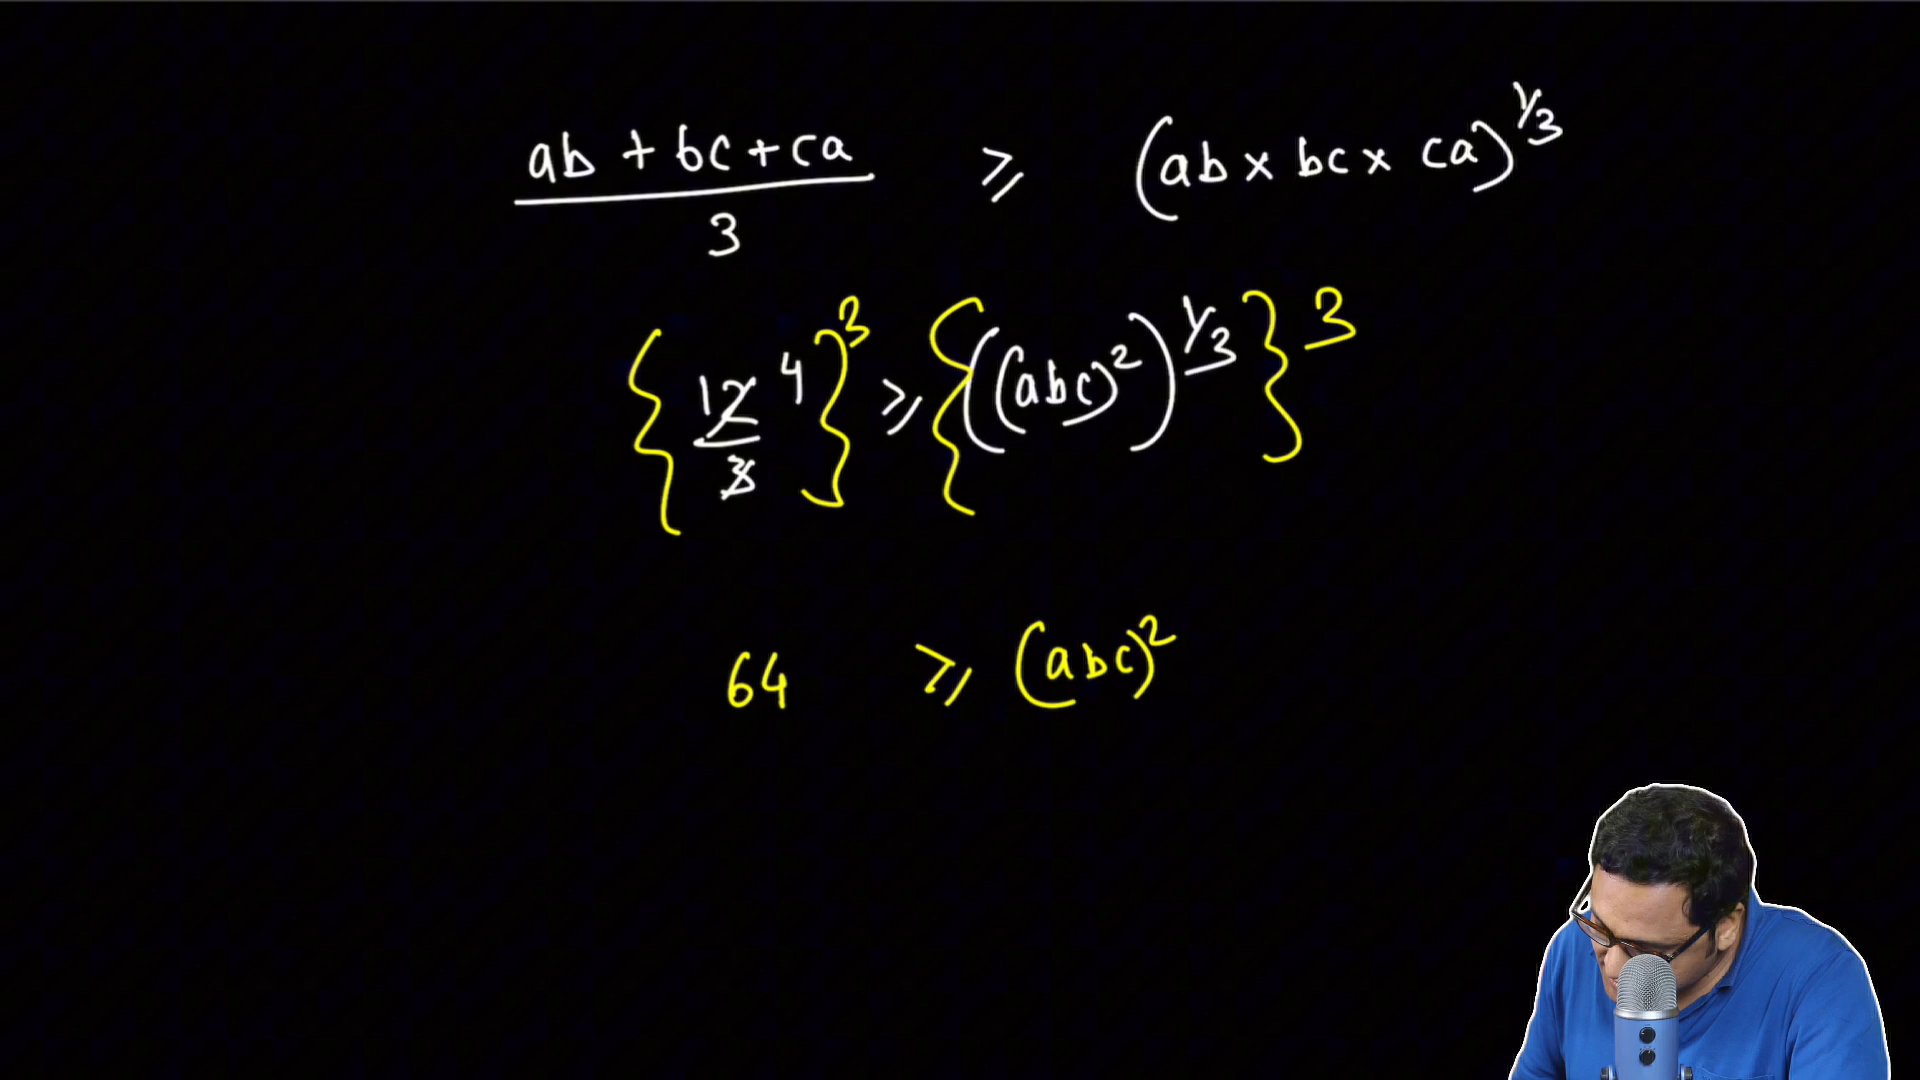 ab + bc + ca / 3 ≥ (ab × bc × ca)^1/3
{12/3 4}^3 ≥ {((abc)^2)^1/3}^3
64 ≥ (abc)^2